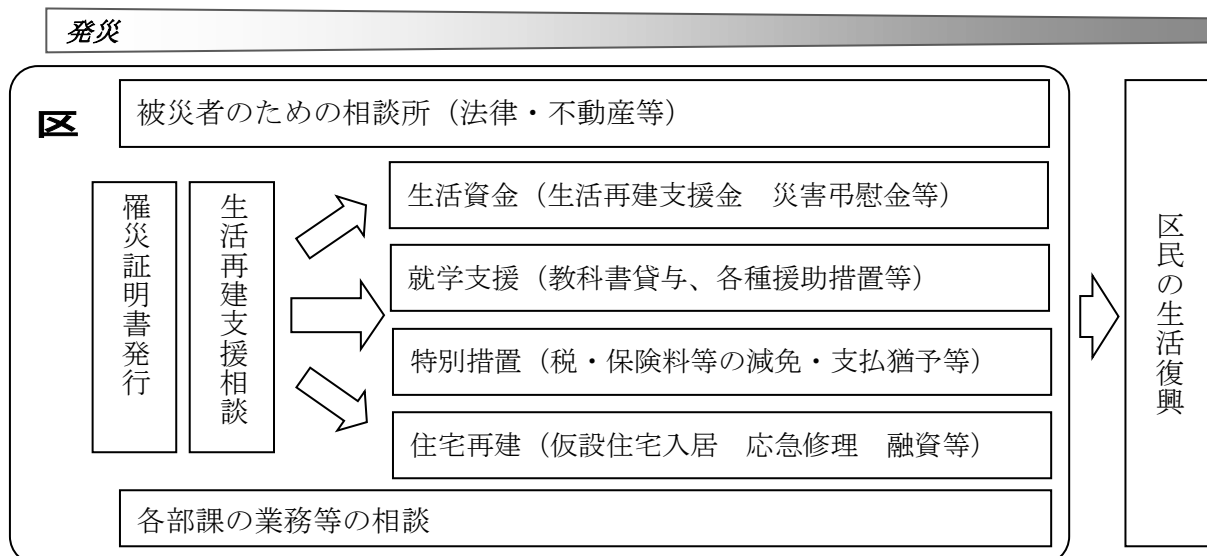 発災
区
被災者のための相談所（法律・不動産等）
罹災証明書発行
生活再建支援相談
生活資金（生活再建支援金　災害弔慰金等）
就学支援（教科書貸与、各種援助措置等）
特別措置（税・保険料等の減免・支払猶予等）
住宅再建（仮設住宅入居　応急修理　融資等）
各部課の業務等の相談
区民の生活復興